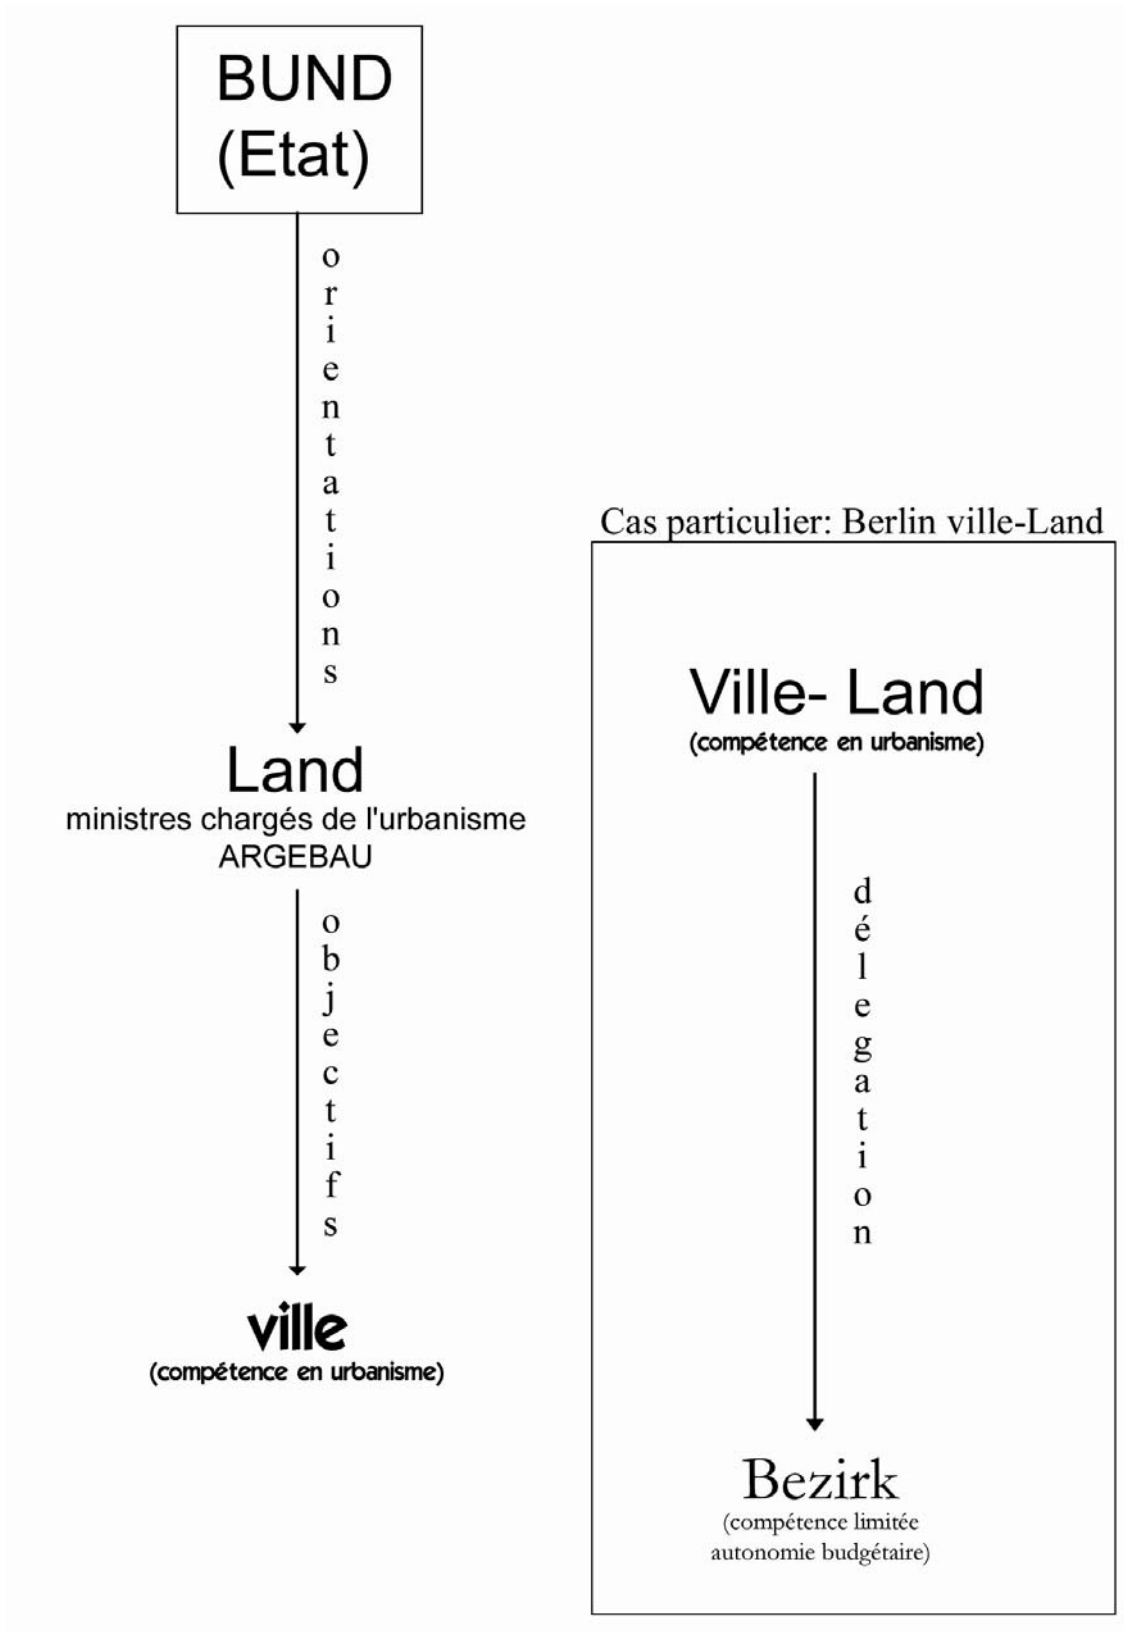 BUND
(Etat)
orientations
Land
ministres chargés de l'urbanisme
ARGEBAU
objectifs
ville
(compétence en urbanisme)
Cas particulier: Berlin ville-Land
Ville- Land
(compétence en urbanisme)
délegation
Bezirk
(compétence limitée
autonomie budgétaire)